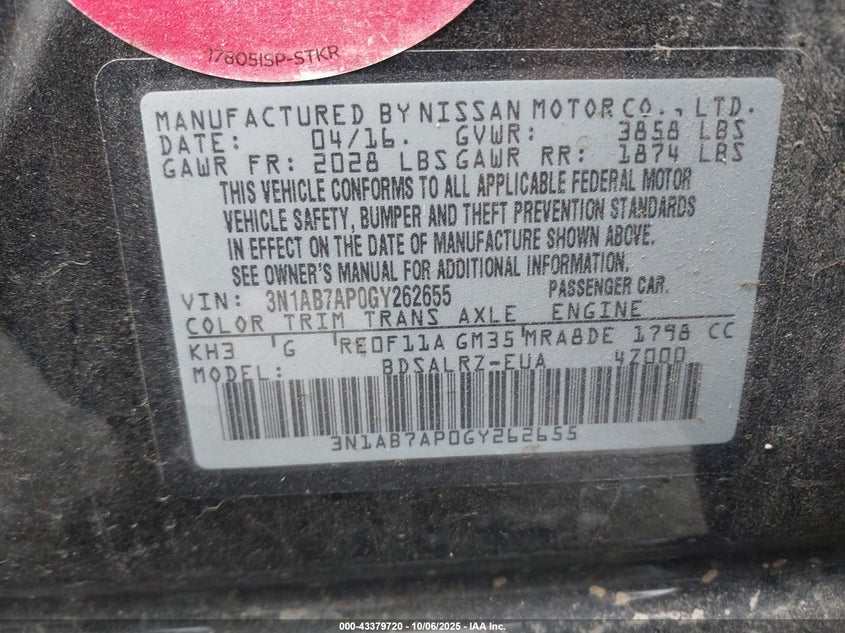 17805ISP-STKR
MANUFACTURED BY NISSAN MOTOR CO., LTD.
DATE: 04/16. GVWR: 3858 LBS
GAWR FR: 2028 LBS GAWR RR: 1874 LBS
THIS VEHICLE CONFORMS TO ALL APPLICABLE FEDERAL MOTOR
VEHICLE SAFETY, BUMPER AND THEFT PREVENTION STANDARDS
IN EFFECT ON THE DATE OF MANUFACTURE SHOWN ABOVE.
SEE OWNER'S MANUAL FOR ADDITIONAL INFORMATION.
VIN: 3N1AB7AP0GY262655 PASSENGER CAR.
COLOR TRIM TRANS AXLE ENGINE
KH3 G RE0F11A GM35 MRA8DE 1798 CC
MODEL: BDSALRZ-EUA 4Z000
3N1AB7AP0GY262655
000-43379720 - 10/06/2025 - IAA Inc.